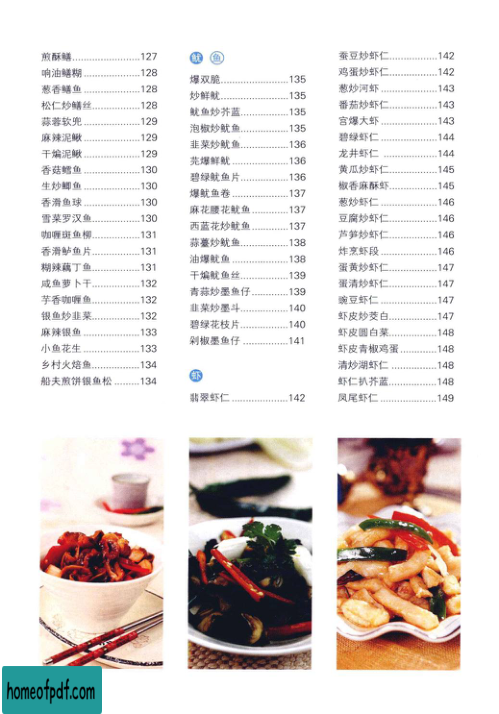 煎酥鳝.......................127
响油鳝糊...................128
葱香鳝鱼...................128
松仁炒鳝丝................128
蒜蓉软兜...................129
麻辣泥鳅...................129
干煸泥鳅...................129
香菇鳕鱼...................130
生炒鲫鱼...................130
香滑鱼球...................130
雪菜罗汉鱼................130
咖喱斑鱼柳................131
香滑鲈鱼片................131
糊辣藕丁鱼................131
咸鱼萝卜干................132
芋香咖喱鱼................132
银鱼炒韭菜................132
麻辣银鱼...................133
小鱼花生...................133
乡村火焙鱼................134
船夫煎饼银鱼松.........134
鱿 鱼
爆双脆.......................135
炒鲜鱿.......................135
鱿鱼炒芥蓝................135
泡椒炒鱿鱼................135
韭菜炒鱿鱼................136
芫爆鲜鱿...................136
碧绿鱿鱼片................136
爆鱿鱼卷...................137
麻花腰花鱿鱼............137
西蓝花炒鱿鱼............137
蒜薹炒鱿鱼................138
油爆鱿鱼...................138
干煸鱿鱼丝................139
青蒜炒墨鱼仔............139
韭菜炒墨斗................140
碧绿花枝片................140
剁椒墨鱼仔................141
虾
翡翠虾仁...................142
蚕豆炒虾仁................142
鸡蛋炒虾仁................142
葱炒河虾...................143
番茄炒虾仁................143
宫爆大虾...................143
碧绿虾仁...................144
龙井虾仁...................144
黄瓜炒虾仁................145
椒香麻酥虾................145
葱炒虾仁...................146
豆腐炒虾仁................146
芦笋炒虾仁................146
炸烹虾段...................146
蛋黄炒虾仁................147
蛋清炒虾仁................147
豌豆虾仁...................147
虾皮炒茭白................147
虾皮圆白菜................148
虾皮青椒鸡蛋............148
清炒湖虾仁................148
虾仁扒芥蓝................148
凤尾虾仁...................149
homeofpdf.com